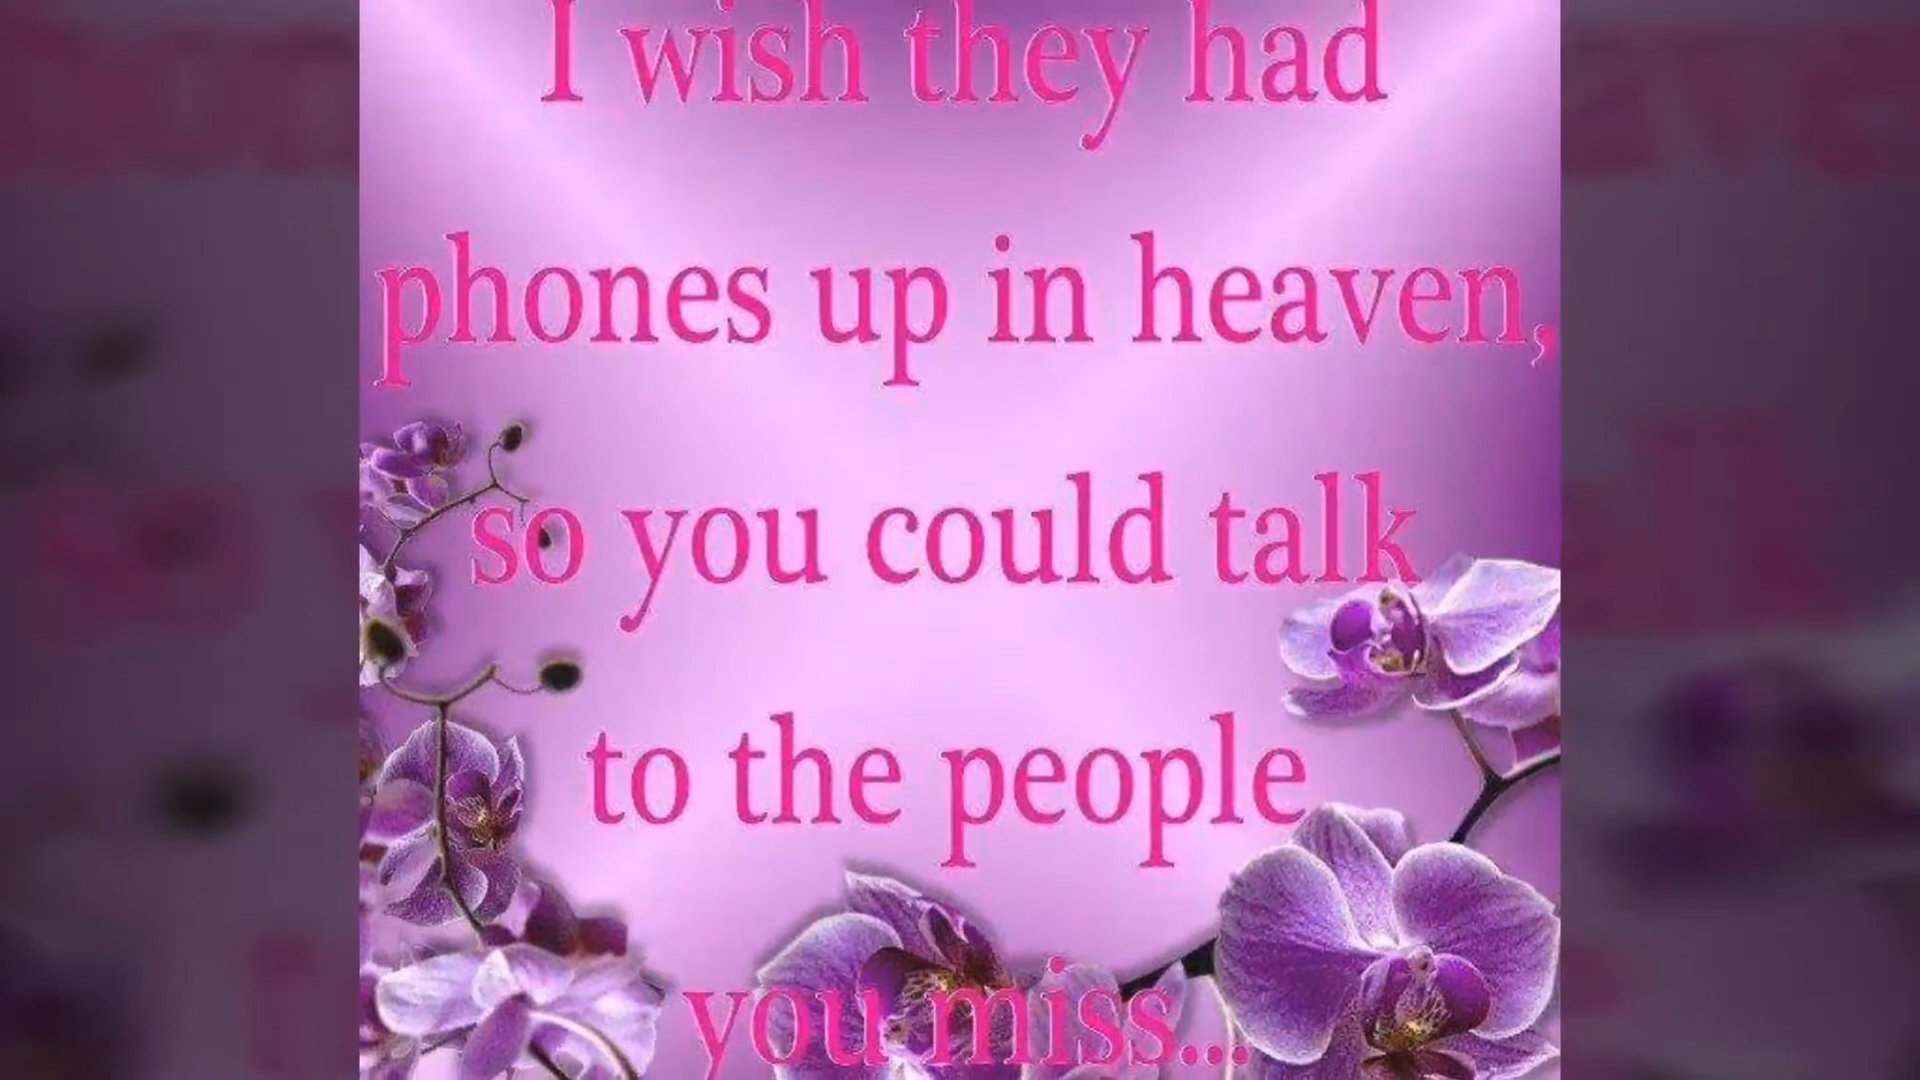 I wish they had
phones up in heaven,
so you could talk
to the people
you miss...